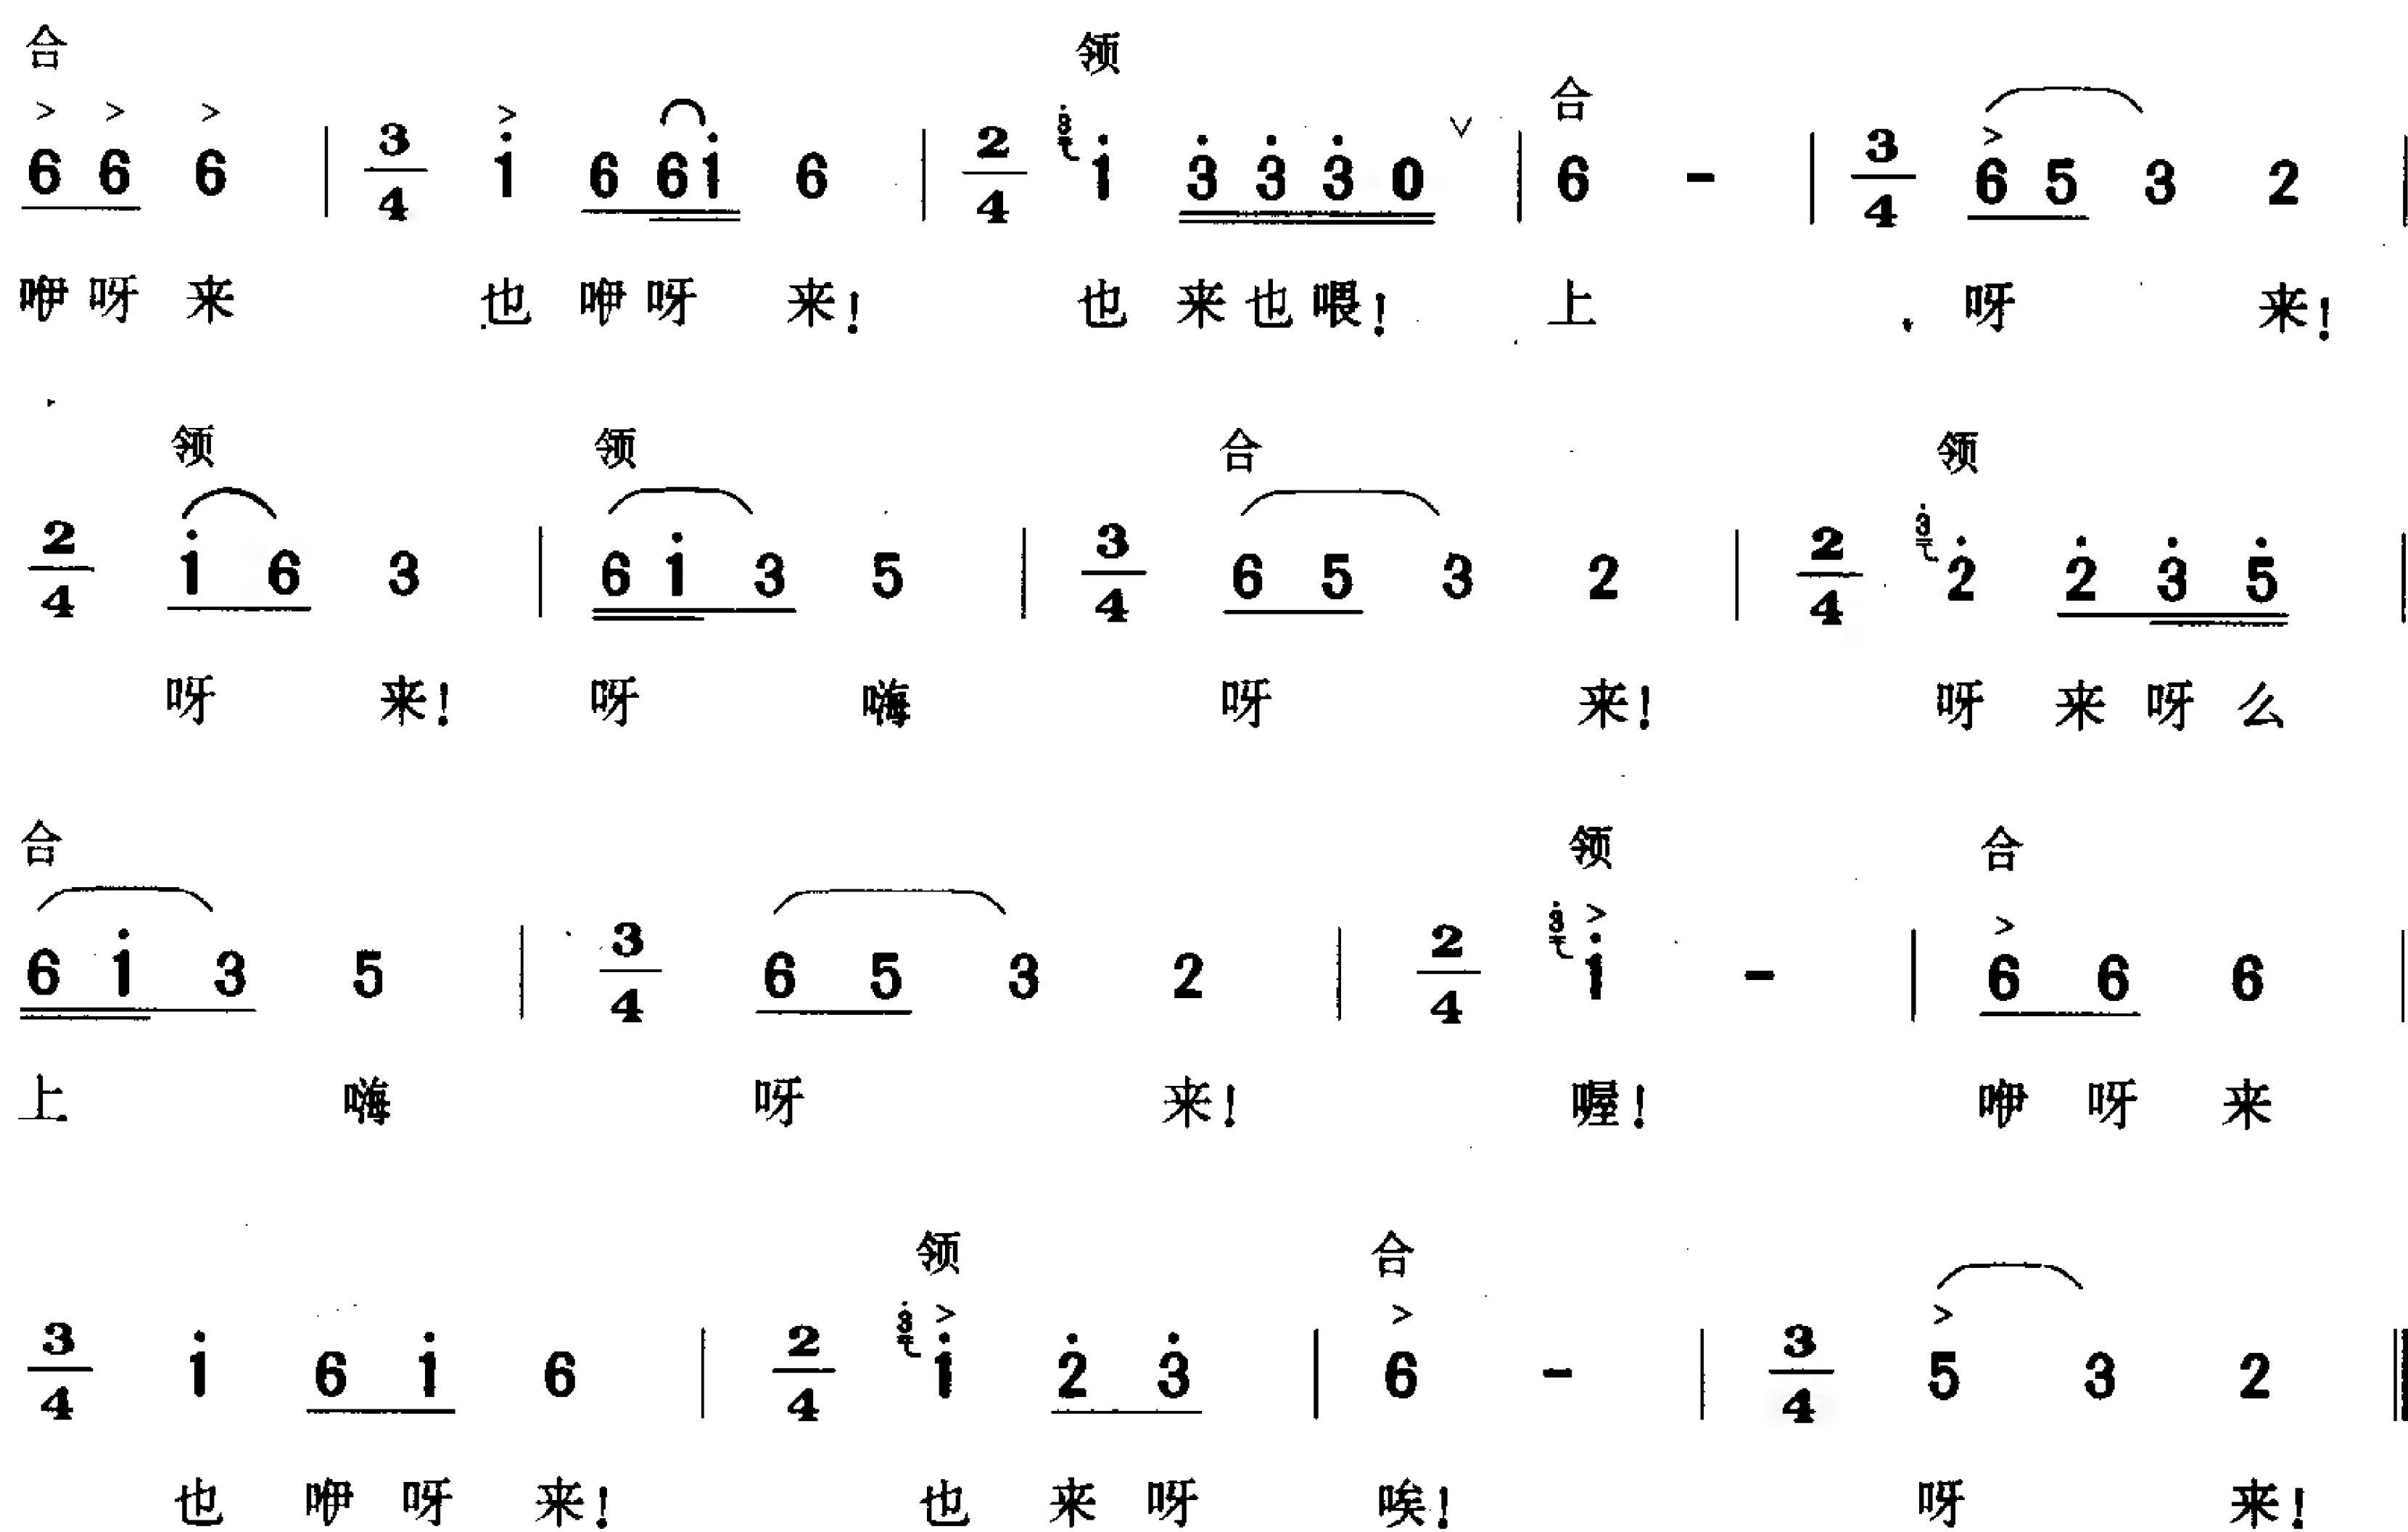 合 领 合
6 6 6 | 3/4 i 6 6i 6 | 2/4 i 3̇ 3̇ 3̇ 0 ∨ | 6 - | 3/4 6 5 3 2 |
咿呀来 也咿呀来! 也来也喂! 上 呀来!
领 领 合 领
2/4 i 6 3 | 6 i 3 5 | 3/4 6 5 3 2 | 2/4 2̇ 2̇ 3̇ 5̇ |
呀来! 呀嗨 呀来! 呀来呀么
合 领 合
6 i 3 5 | 3/4 6 5 3 2 | 2/4 i - | 6 6 6 |
上嗨 呀来! 喔! 咿呀来
领 合
3/4 i 6 i 6 | 2/4 i 2̇ 3̇ | 6 - | 3/4 5 3 2 ‖
也咿呀来! 也来呀 唉! 呀来!